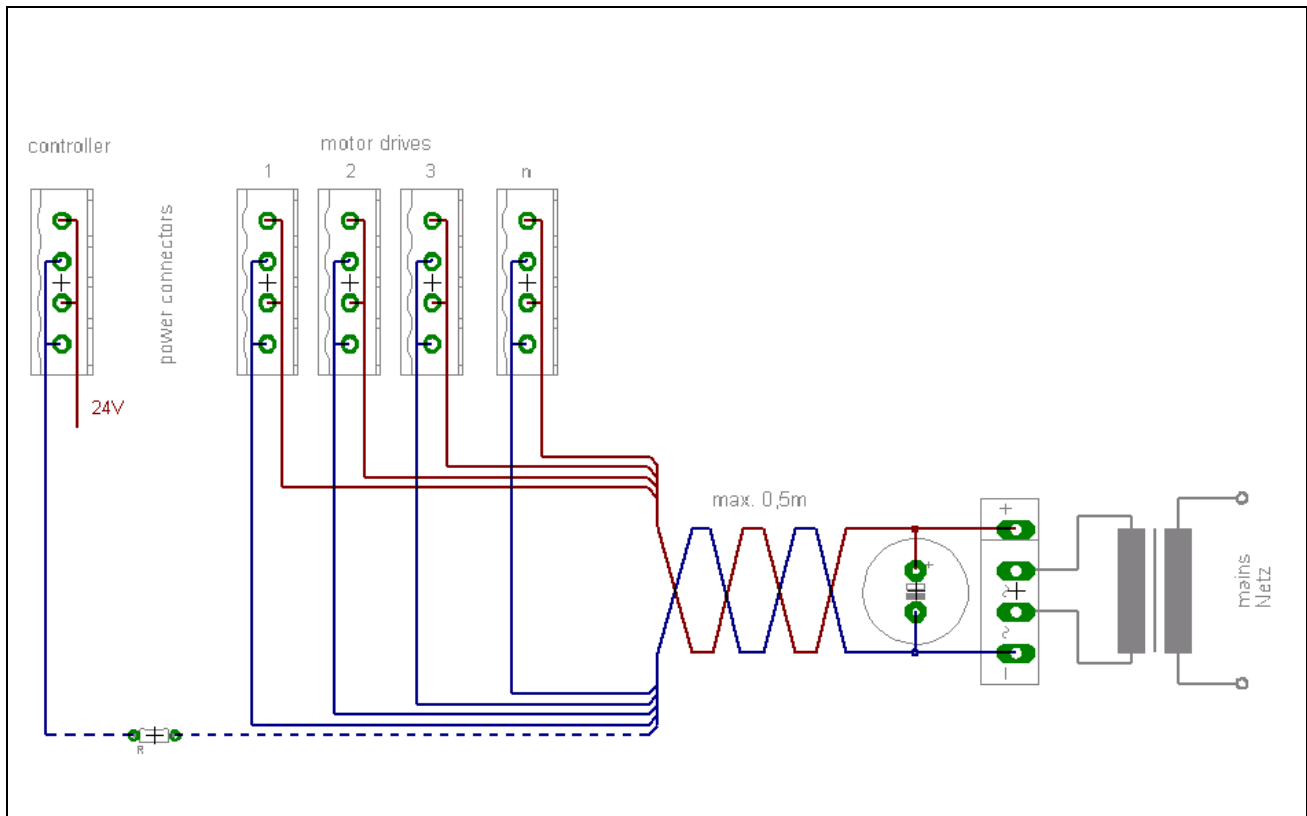 controller
motor drives
1 2 3 n
power connectors
24V
max. 0,5m
+
+
~
~
-
mains
Netz
R